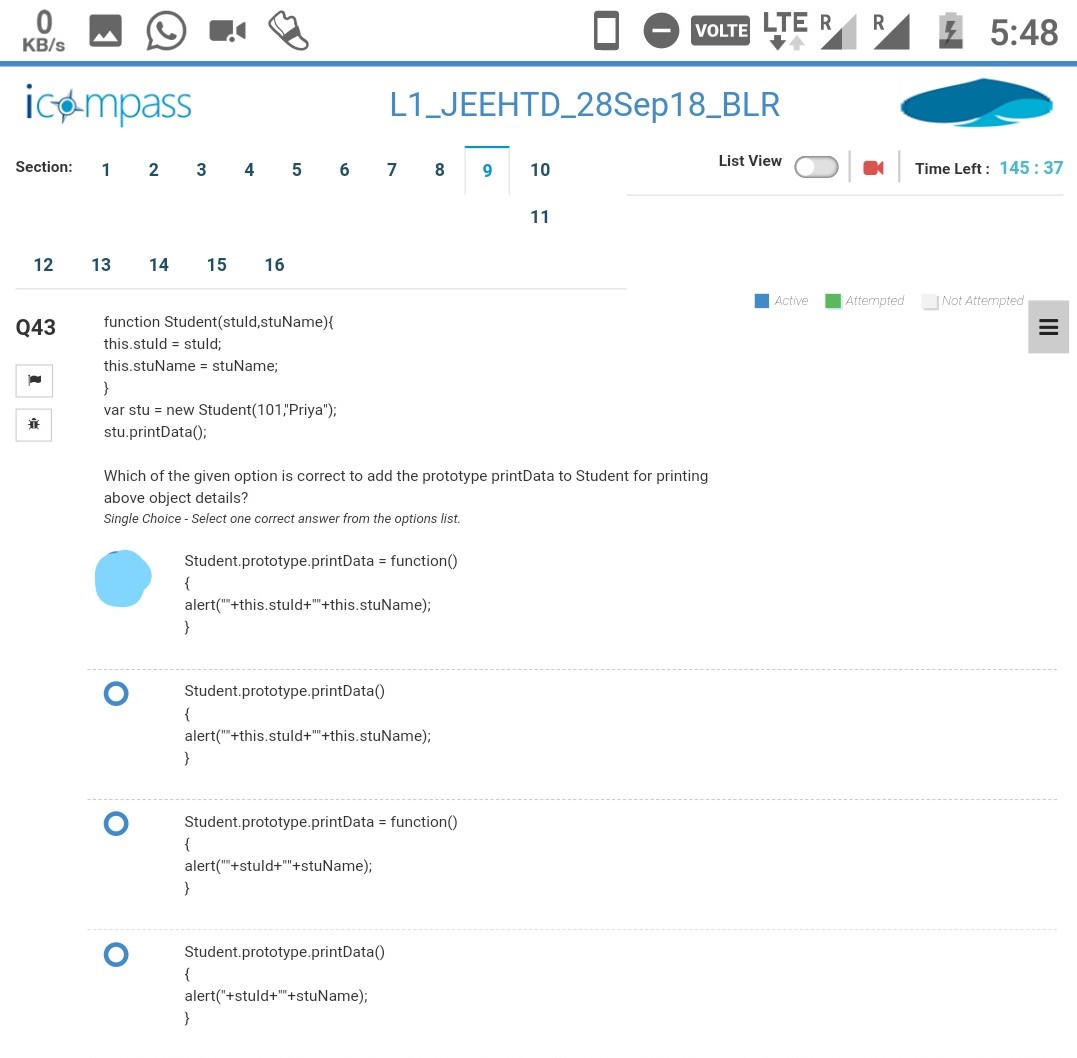 0
KB/s
VOLTE
LTE
R
R
5:48
icompass
L1_JEEHTD_28Sep18_BLR
Section: 1 2 3 4 5 6 7 8 9 10
List View
Time Left : 145 : 37
11
12 13 14 15 16
Active Attempted Not Attempted
Q43
function Student(stuId,stuName){
this.stuId = stuId;
this.stuName = stuName;
}
var stu = new Student(101,"Priya");
stu.printData();
Which of the given option is correct to add the prototype printData to Student for printing
above object details?
Single Choice - Select one correct answer from the options list.
Student.prototype.printData = function()
{
alert(""+this.stuId+""+this.stuName);
}
Student.prototype.printData()
{
alert(""+this.stuId+""+this.stuName);
}
Student.prototype.printData = function()
{
alert(""+stuId+""+stuName);
}
Student.prototype.printData()
{
alert("+stuId+""+stuName);
}